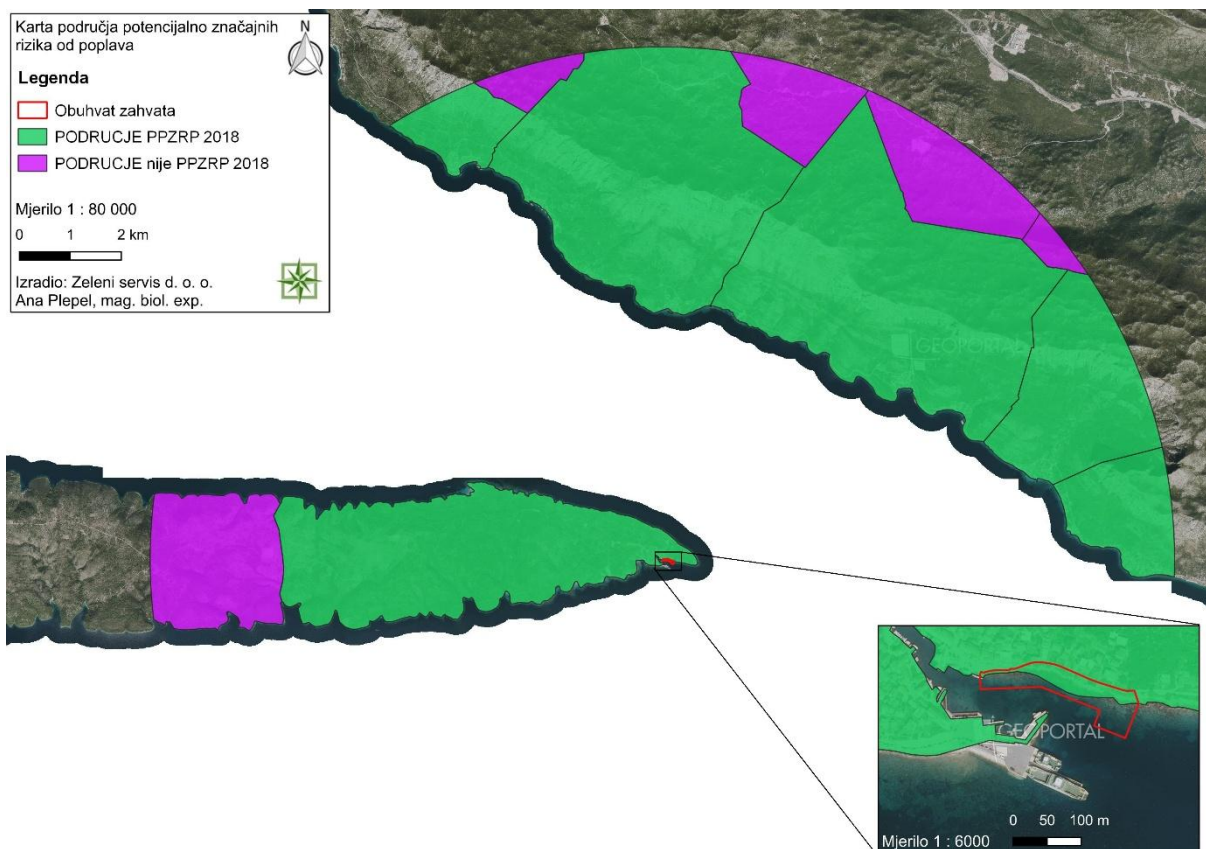 Karta područja potencijalno značajnih
rizika od poplava
N
Legenda
Obuhvat zahvata
PODRUCJE PPZRP 2018
PODRUCJE nije PPZRP 2018
Mjerilo 1 : 80 000
0 1 2 km
Izradio: Zeleni servis d. o. o.
Ana Plepel, mag. biol. exp.
GEOPORTAL
GEOPORTAL
0 50 100 m
Mjerilo 1 : 6000